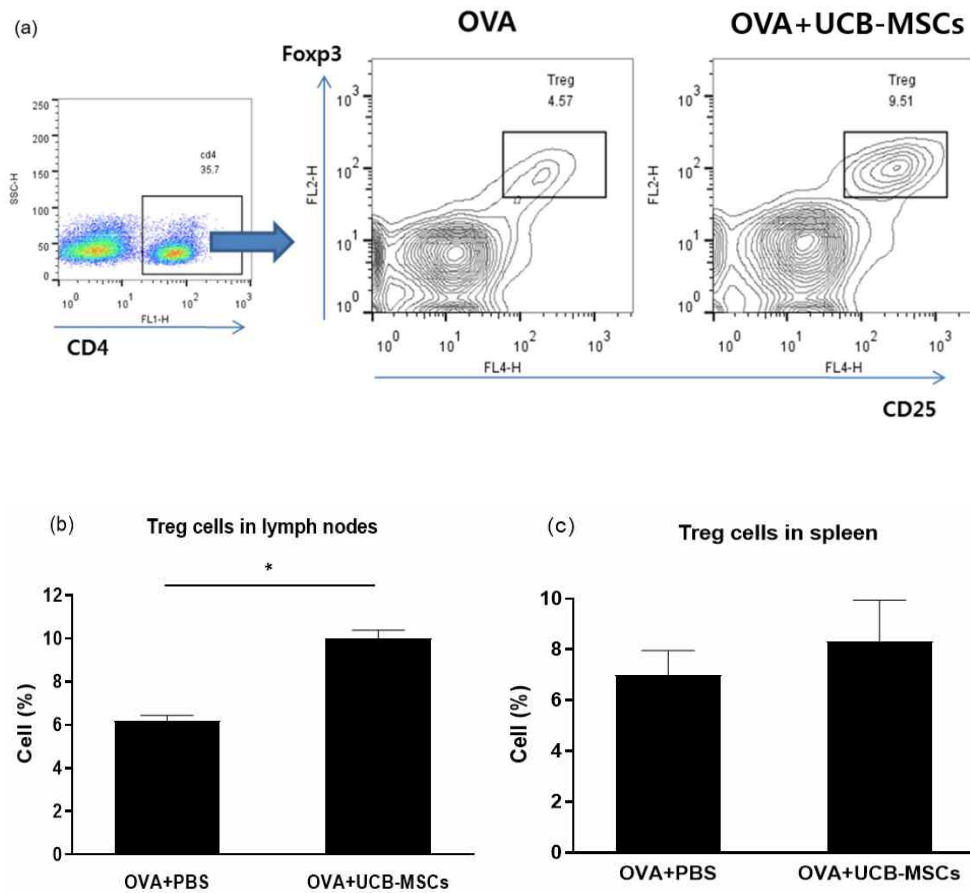 (a)
OVA
OVA+UCB-MSCs
Foxp3
250
200
150
100
50
0
SSC-H
cd4
35.7
10^0 10^1 10^2 10^3
FL1-H
CD4
10^3
10^2
10^1
10^0
FL2-H
Treg
4.57
10^0 10^1 10^2 10^3
FL4-H
10^3
10^2
10^1
10^0
FL2-H
Treg
9.51
10^0 10^1 10^2 10^3
FL4-H
CD25
(b)
Treg cells in lymph nodes
*
12
10
8
6
4
2
0
Cell (%)
OVA+PBS OVA+UCB-MSCs
(c)
Treg cells in spleen
10
8
6
4
2
0
Cell (%)
OVA+PBS OVA+UCB-MSCs